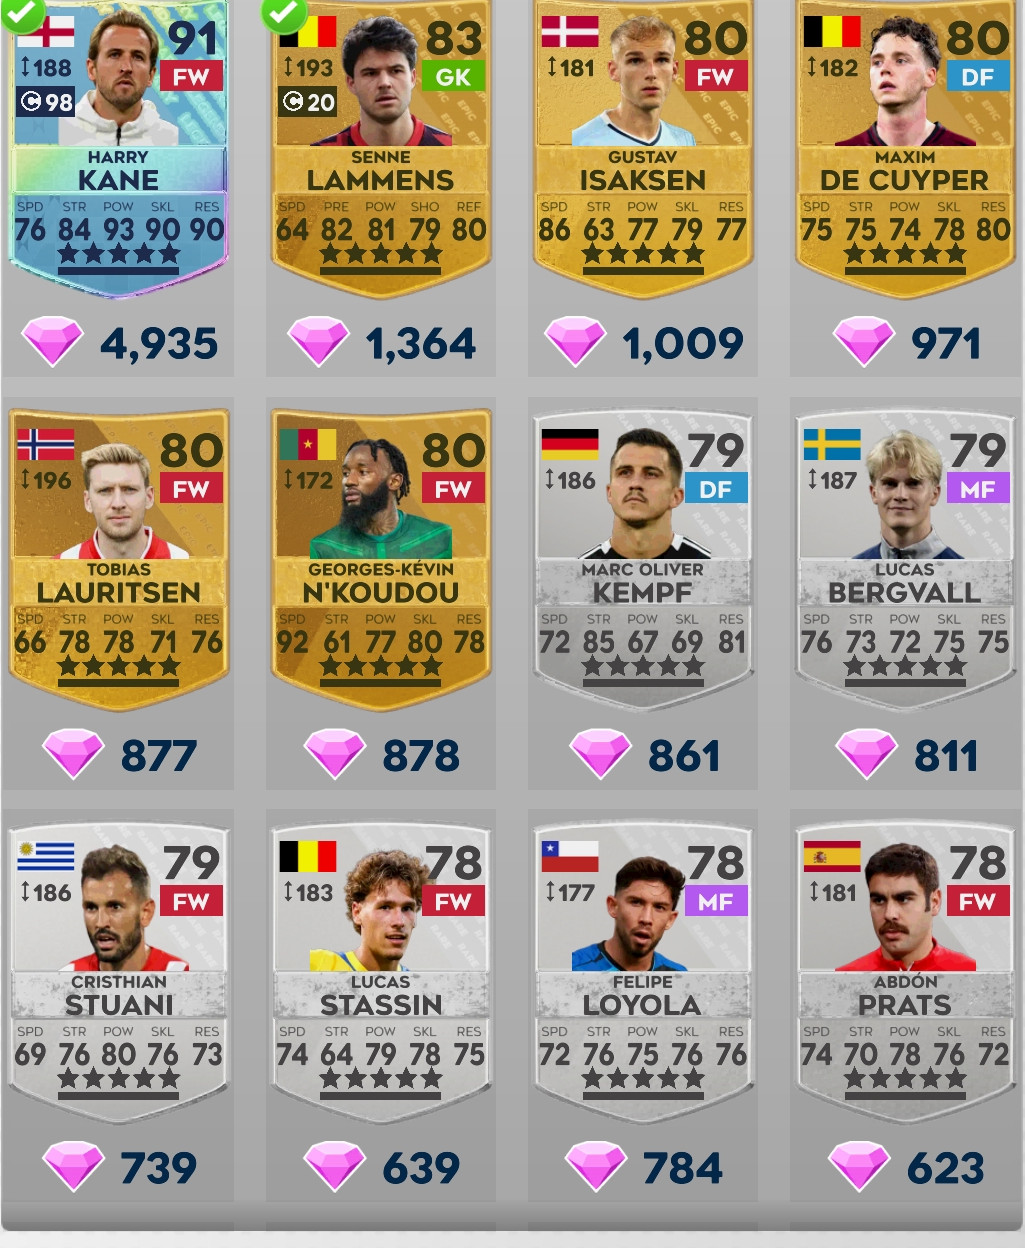 91
188
FW
© 98
HARRY
KANE
SPD STR POW SKL RES
76 84 93 90 90
4,935
83
193
GK
© 20
SENNE
LAMMENS
SPD PRE POW SHO REF
64 82 81 79 80
1,364
80
181
FW
EPIC
GUSTAV
ISAKSEN
SPD STR POW SKL RES
86 63 77 79 77
1,009
80
182
DF
MAXIM
DE CUYPER
SPD STR POW SKL RES
75 75 74 78 80
971
80
196
FW
TOBIAS
LAURITSEN
SPD STR POW SKL RES
66 78 78 71 76
877
80
172
FW
GEORGES-KÉVIN
N'KOUDOU
SPD STR POW SKL RES
92 61 77 80 78
878
79
186
DF
RARE
MARC OLIVER
KEMPF
SPD STR POW SKL RES
72 85 67 69 81
861
79
187
MF
RARE
LUCAS
BERGVALL
SPD STR POW SKL RES
76 73 72 75 75
811
79
186
FW
CRISTHIAN
STUANI
SPD STR POW SKL RES
69 76 80 76 73
739
78
183
FW
LUCAS
STASSIN
SPD STR POW SKL RES
74 64 79 78 75
639
78
177
MF
FELIPE
LOYOLA
SPD STR POW SKL RES
72 76 75 76 76
784
78
181
FW
ABDÓN
PRATS
SPD STR POW SKL RES
74 70 78 76 72
623